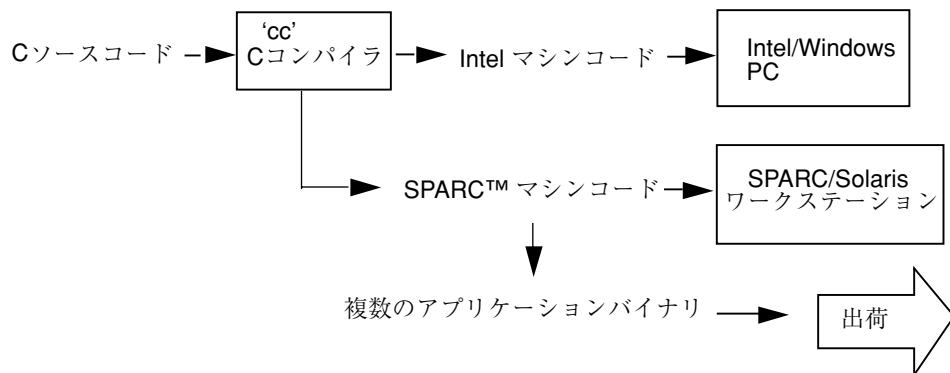 Cソースコード
‘cc’
Cコンパイラ
Intel マシンコード
Intel/Windows
PC
SPARC™ マシンコード
SPARC/Solaris
ワークステーション
複数のアプリケーションバイナリ
出荷